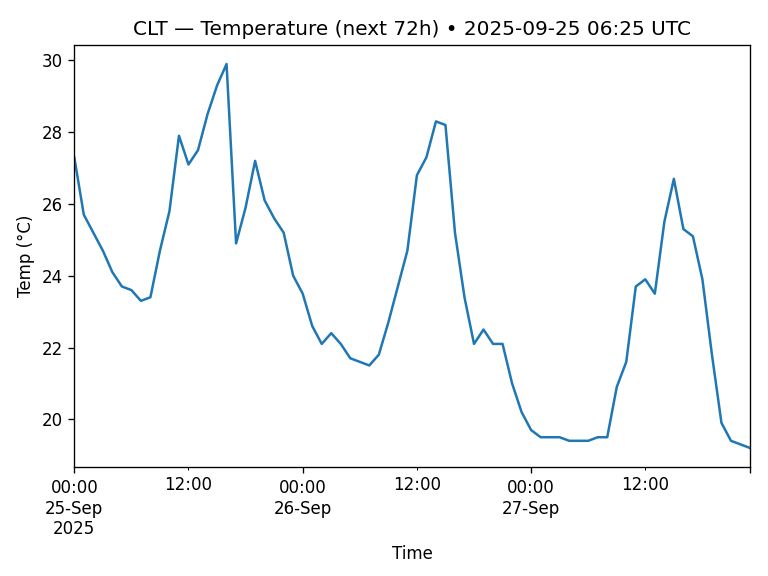 CLT — Temperature (next 72h) • 2025-09-25 06:25 UTC
Temp (°C)
30
28
26
24
22
20
00:00 12:00 00:00 12:00 00:00 12:00
25-Sep 26-Sep 27-Sep
2025
Time